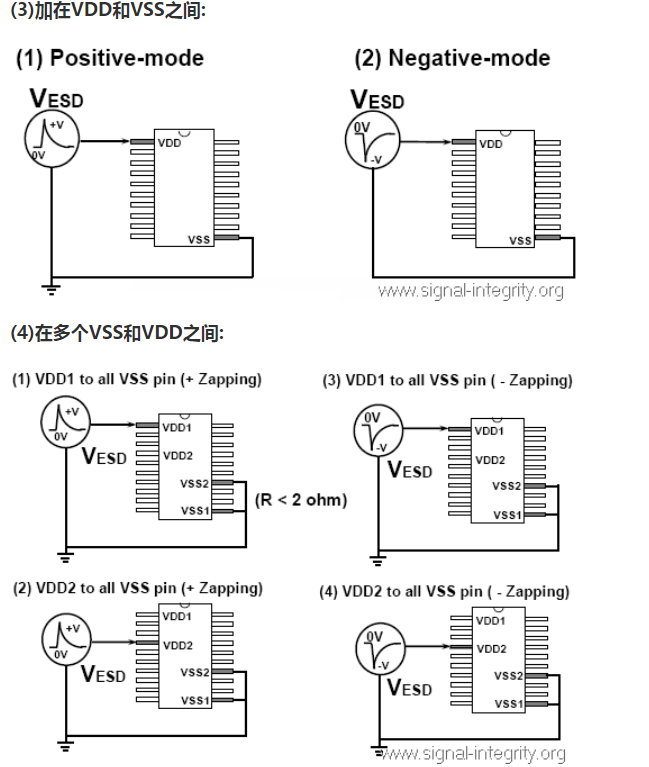 (3)加在VDD和VSS之间:
(1) Positive-mode
(2) Negative-mode
VESD
+V
0V
VDD
VSS
VESD
0V
-V
VDD
VSS
www.signal-integrity.org
(4)在多个VSS和VDD之间:
(1) VDD1 to all VSS pin (+ Zapping)
(3) VDD1 to all VSS pin ( - Zapping)
+V
0V
VESD
VDD1
VDD2
VSS2
VSS1
(R < 2 ohm)
0V
-V
VESD
VDD1
VDD2
VSS2
VSS1
(2) VDD2 to all VSS pin (+ Zapping)
(4) VDD2 to all VSS pin ( - Zapping)
+V
0V
VESD
VDD1
VDD2
VSS2
VSS1
0V
-V
VESD
VDD1
VDD2
VSS2
VSS1
www.signal-integrity.org